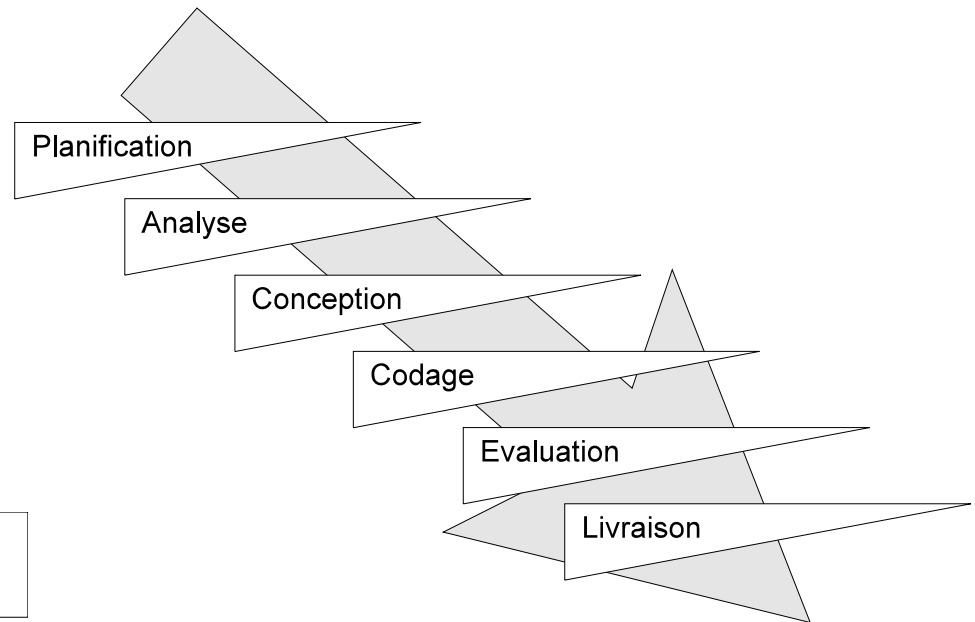 Planification
Analyse
Conception
Codage
Evaluation
Livraison